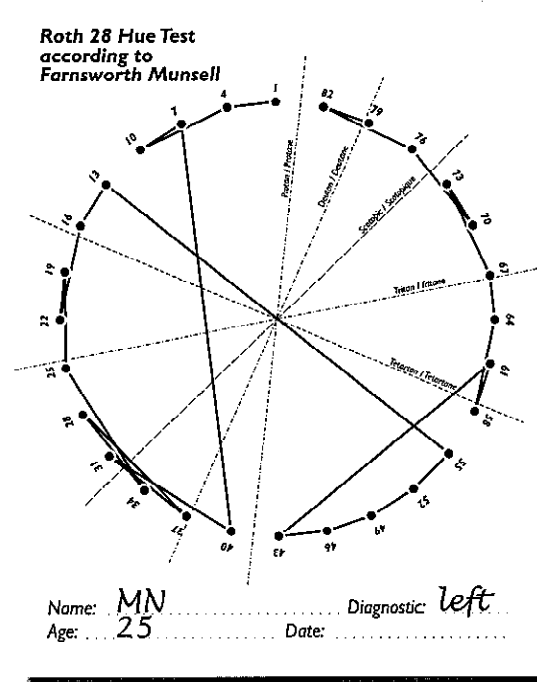 Roth 28 Hue Test
according to
Farnsworth Munsell
1
82
79
76
73
70
67
64
61
58
55
52
49
46
43
40
37
34
31
28
25
22
19
16
13
10
7
4
Protan / Protane
Deutan / Deutane
Scotopic / Scotopique
Tritan / Tritane
Tetartan / Tetartane
Name: MN Diagnostic: left
Age: 25 Date: